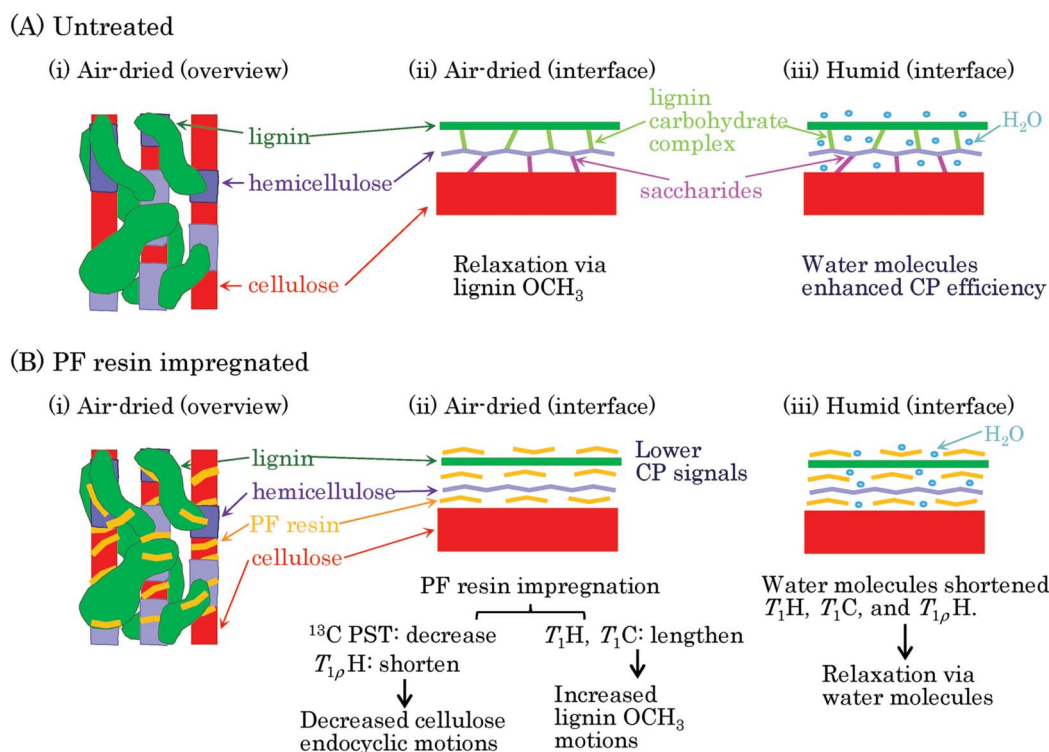 (A) Untreated
(i) Air-dried (overview)
(ii) Air-dried (interface)
(iii) Humid (interface)
lignin
hemicellulose
cellulose
lignin
carbohydrate
complex
saccharides
H₂O
Relaxation via
lignin OCH₃
Water molecules
enhanced CP efficiency
(B) PF resin impregnated
(i) Air-dried (overview)
(ii) Air-dried (interface)
(iii) Humid (interface)
lignin
hemicellulose
PF resin
cellulose
Lower
CP signals
H₂O
PF resin impregnation
¹³C PST: decrease
T₁ᵨH: shorten
T₁H, T₁C: lengthen
Decreased cellulose
endocyclic motions
Increased
lignin OCH₃
motions
Water molecules shortened
T₁H, T₁C, and T₁ᵨH.
Relaxation via
water molecules